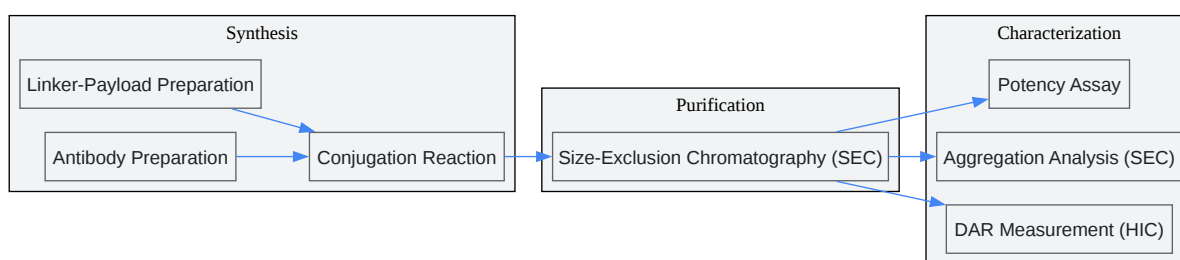 Synthesis
Linker-Payload Preparation
Antibody Preparation
Conjugation Reaction
Purification
Size-Exclusion Chromatography (SEC)
Characterization
Potency Assay
Aggregation Analysis (SEC)
DAR Measurement (HIC)